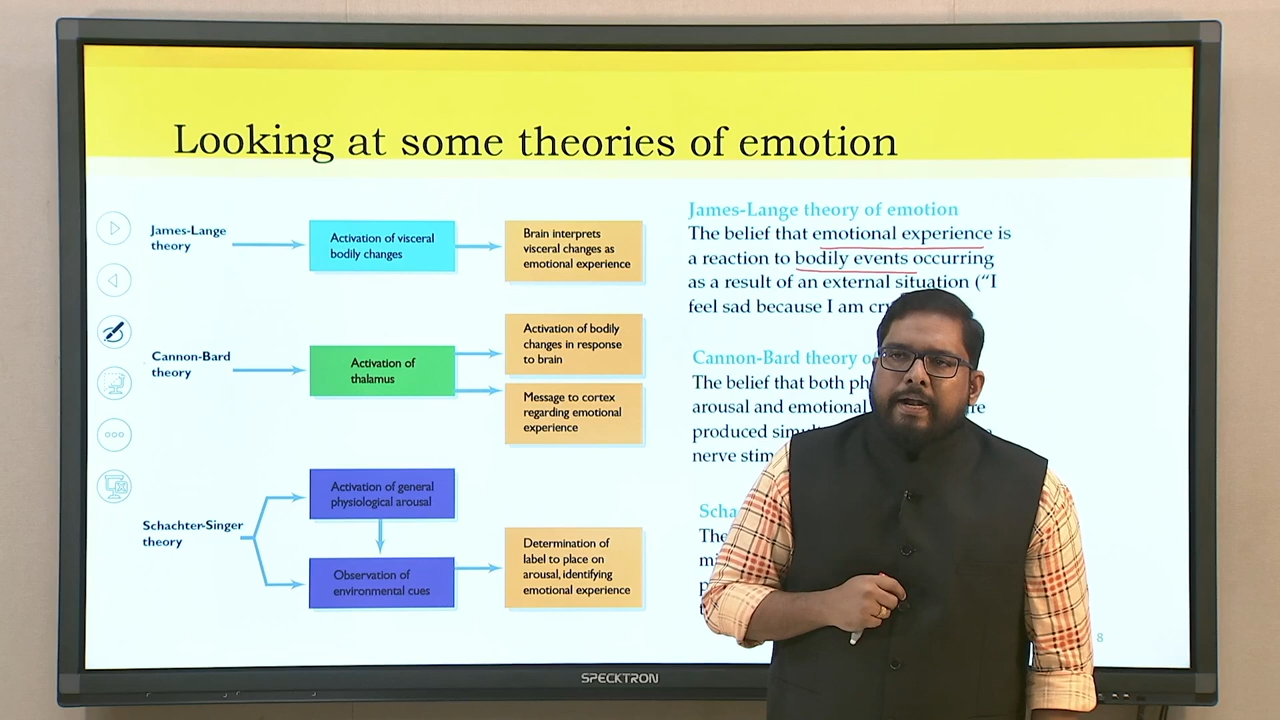 Looking at some theories of emotion
James-Lange
theory
Activation of visceral
bodily changes
Brain interprets
visceral changes as
emotional experience
Cannon-Bard
theory
Activation of
thalamus
Activation of bodily
changes in response
to brain
Message to cortex
regarding emotional
experience
Schachter-Singer
theory
Activation of general
physiological arousal
Observation of
environmental cues
Determination of
label to place on
arousal, identifying
emotional experience
James-Lange theory of emotion
The belief that emotional experience is
a reaction to bodily events occurring
as a result of an external situation (“I
feel sad because I am
Cannon-Bard theory
The belief that both
arousal and emotional
produced
nerve
The
8
SPECKTRON